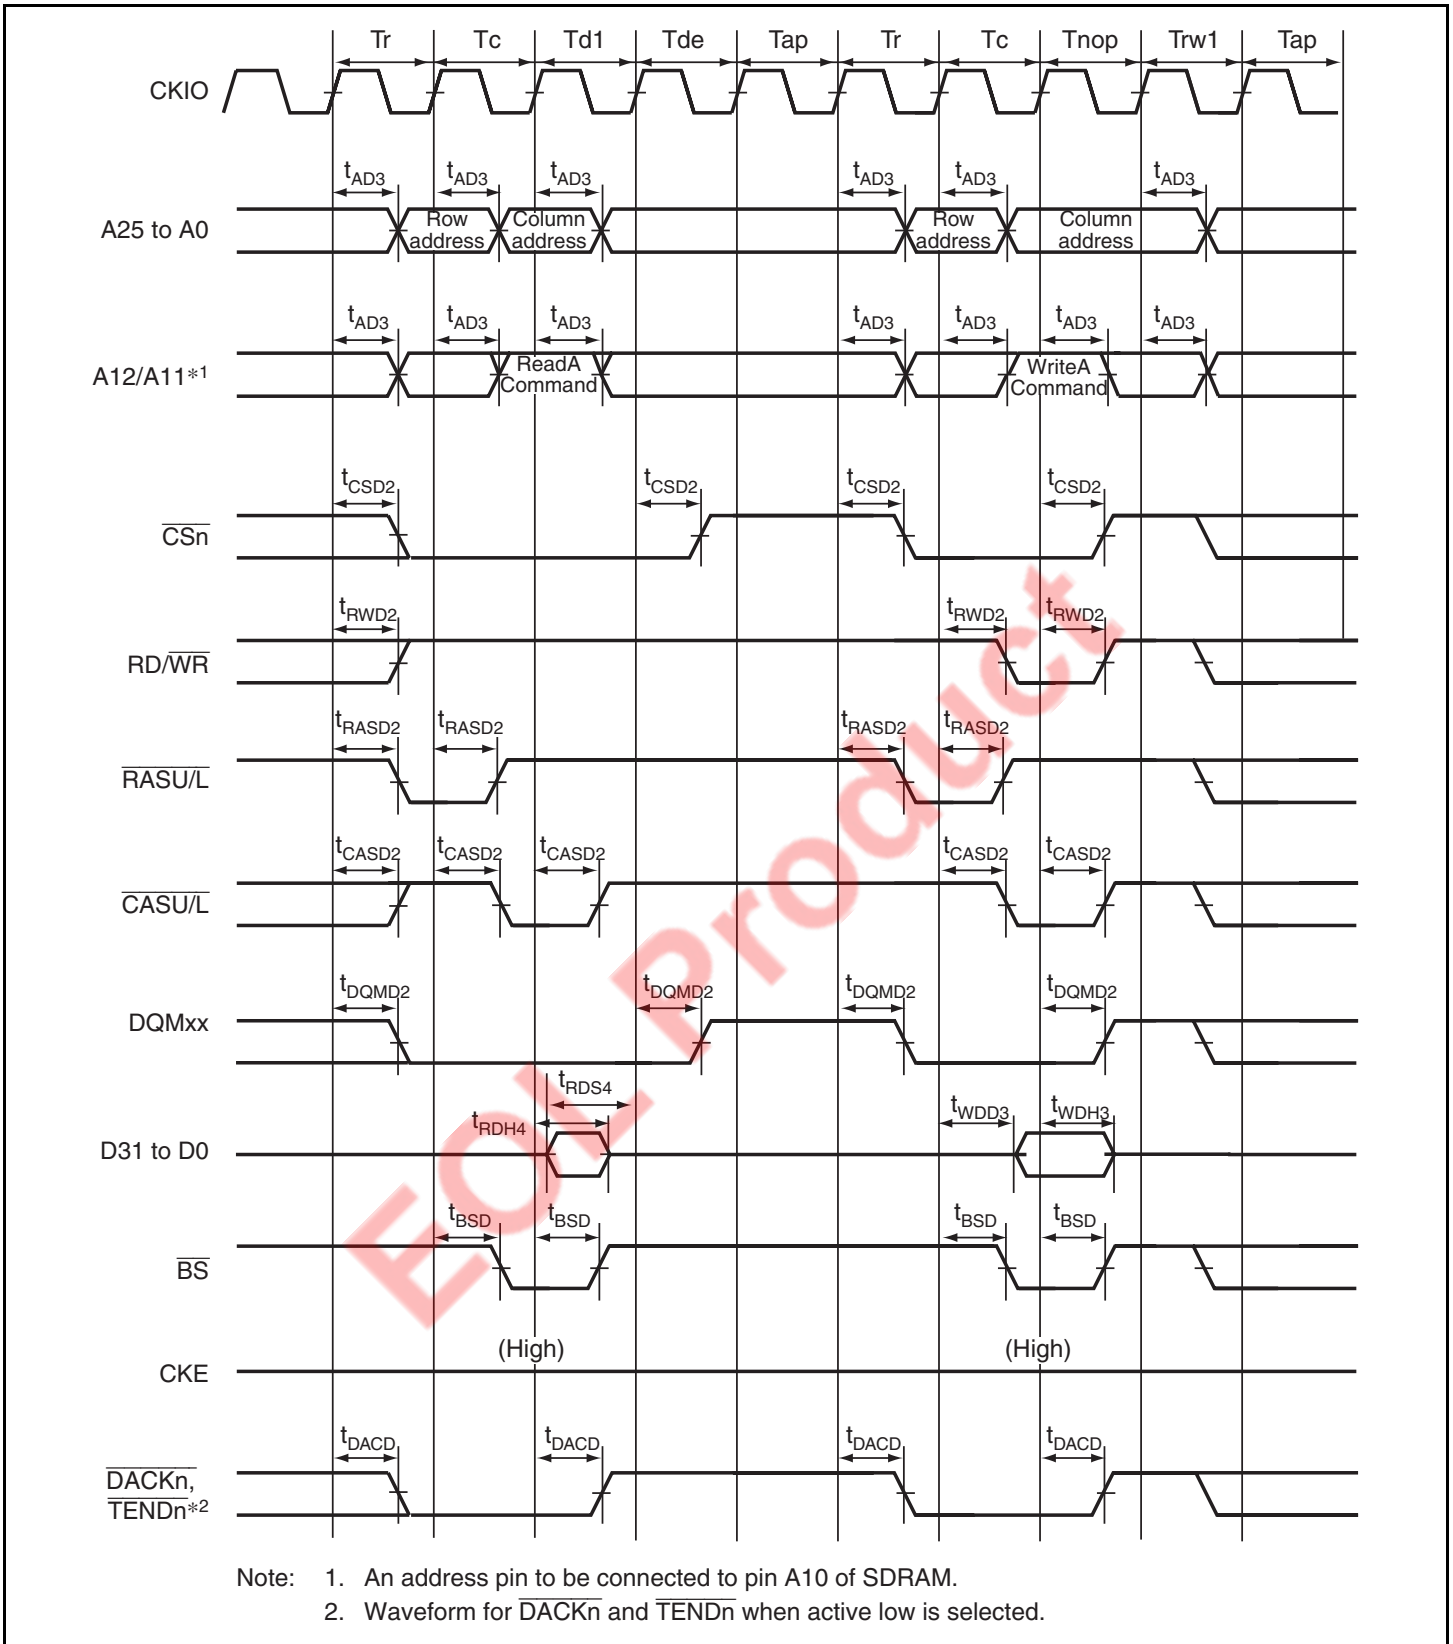 Tr Tc Td1 Tde Tap Tr Tc Tnop Trw1 Tap
CKIO
tAD3 tAD3 tAD3 tAD3 tAD3 tAD3
A25 to A0
Row address Column address Row address Column address
tAD3 tAD3 tAD3 tAD3 tAD3 tAD3 tAD3
A12/A11*1
ReadA Command WriteA Command
tCSD2 tCSD2 tCSD2 tCSD2
CSn
tRWD2 tRWD2 tRWD2
RD/WR
tRASD2 tRASD2 tRASD2 tRASD2
RASU/L
tCASD2 tCASD2 tCASD2 tCASD2 tCASD2
CASU/L
tDQMD2 tDQMD2 tDQMD2 tDQMD2
DQMxx
tRDS4
tRDH4 tWDD3 tWDH3
D31 to D0
tBSD tBSD tBSD tBSD
BS
(High) (High)
CKE
tDACD tDACD tDACD tDACD
DACKn,
TENDn*2
EOL Product
Note: 1. An address pin to be connected to pin A10 of SDRAM.
2. Waveform for DACKn and TENDn when active low is selected.